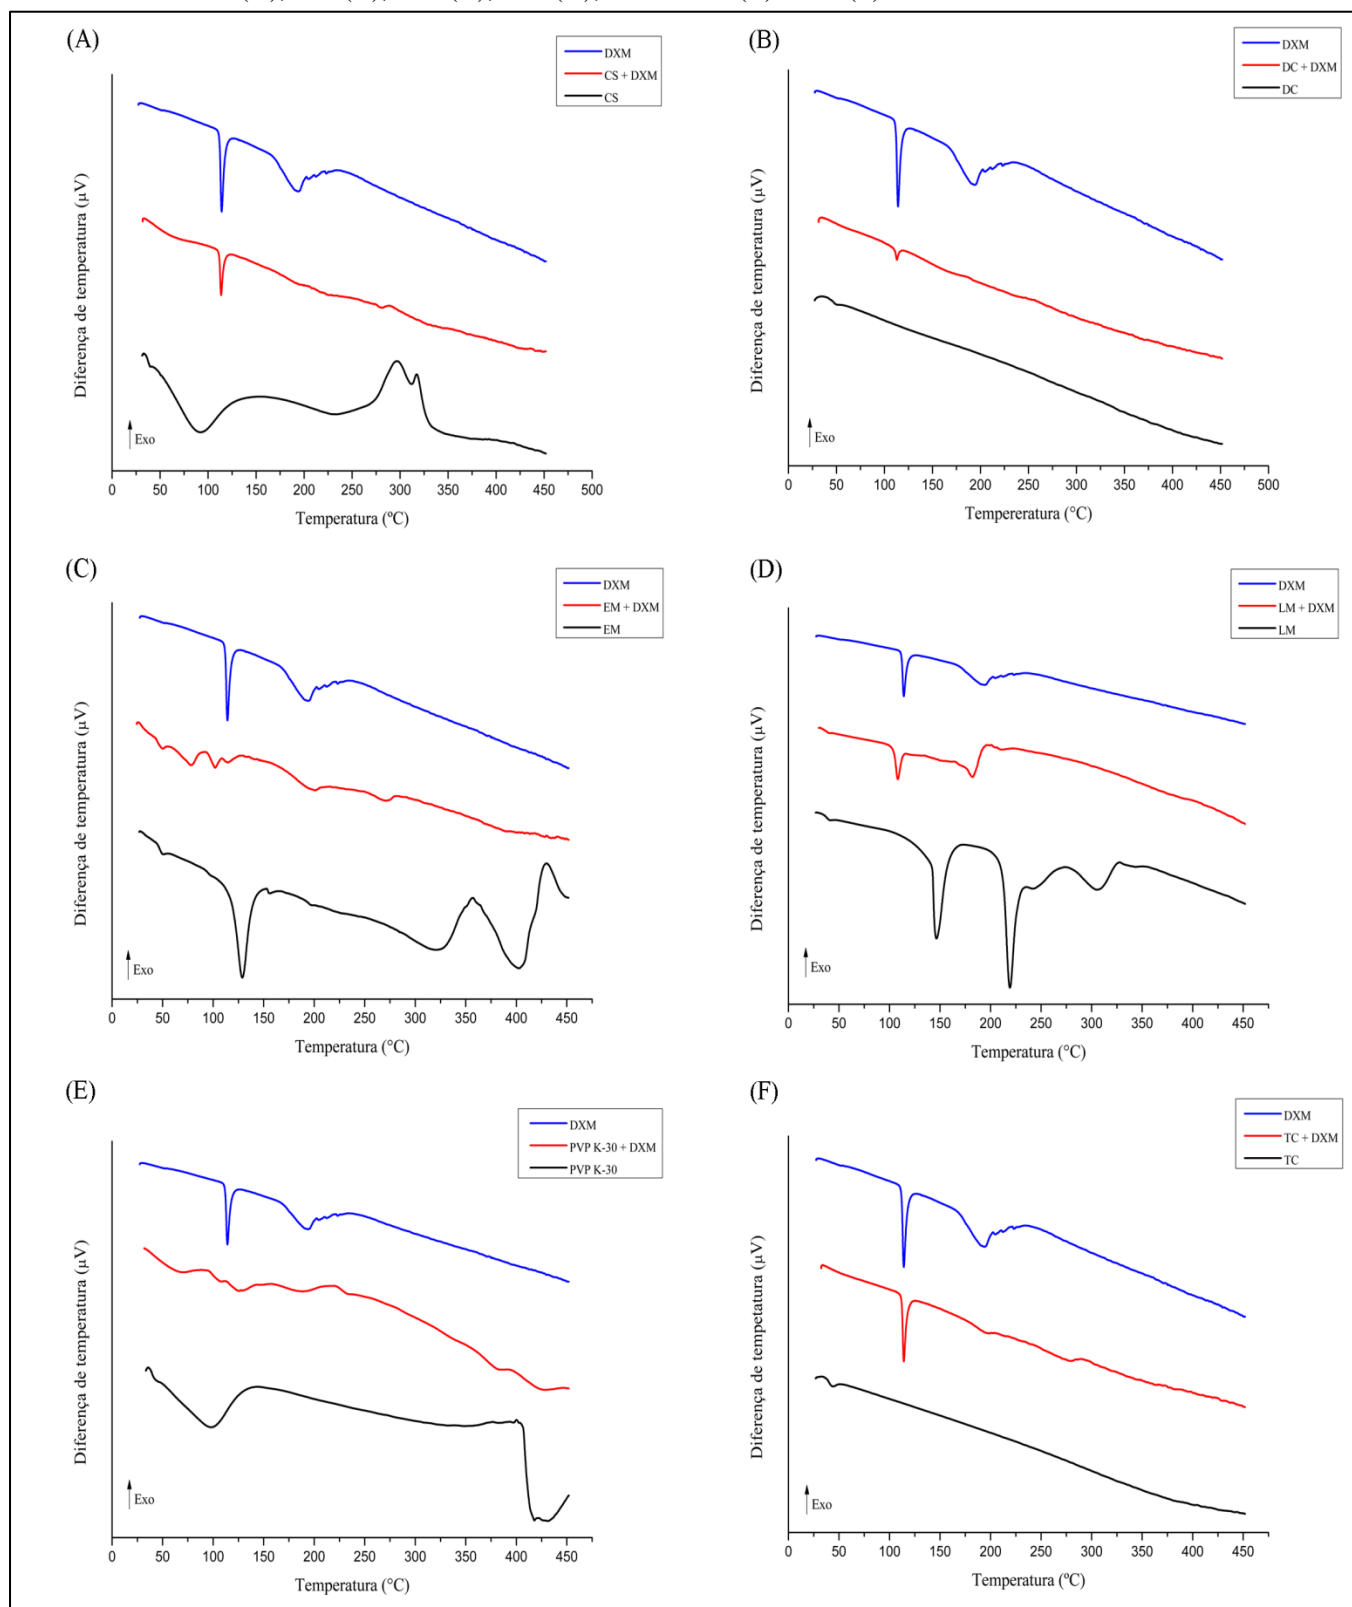 (A)
DXM
CS + DXM
CS
Diferença de temperatura (µV)
Exo
0 50 100 150 200 250 300 350 400 450 500
Temperatura (ºC)
(B)
DXM
DC + DXM
DC
Diferença de temperatura (µV)
Exo
0 50 100 150 200 250 300 350 400 450 500
Tempereratura (°C)
(C)
DXM
EM + DXM
EM
Diferença de temperatura (µV)
Exo
0 50 100 150 200 250 300 350 400 450
Temperatura (°C)
(D)
DXM
LM + DXM
LM
Diferença de temperatura (µV)
Exo
0 50 100 150 200 250 300 350 400 450
Temperatura (°C)
(E)
DXM
PVP K-30 + DXM
PVP K-30
Diferença de temperatura (µV)
Exo
0 50 100 150 200 250 300 350 400 450
Temperatura (°C)
(F)
DXM
TC + DXM
TC
Diferença de tempetatura (µV)
Exo
0 50 100 150 200 250 300 350 400 450
Temperatura (ºC)